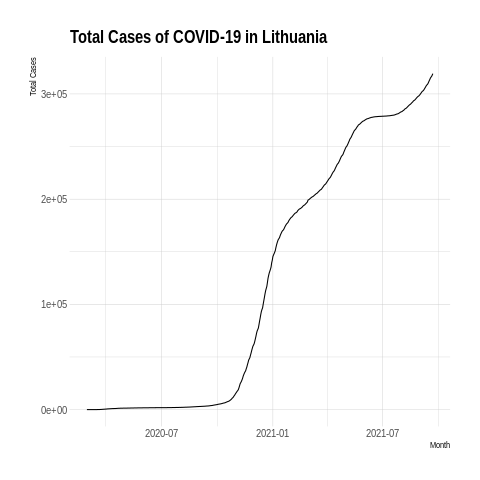 Total Cases of COVID-19 in Lithuania
Total Cases
3e+05
2e+05
1e+05
0e+00
2020-07 2021-01 2021-07
Month